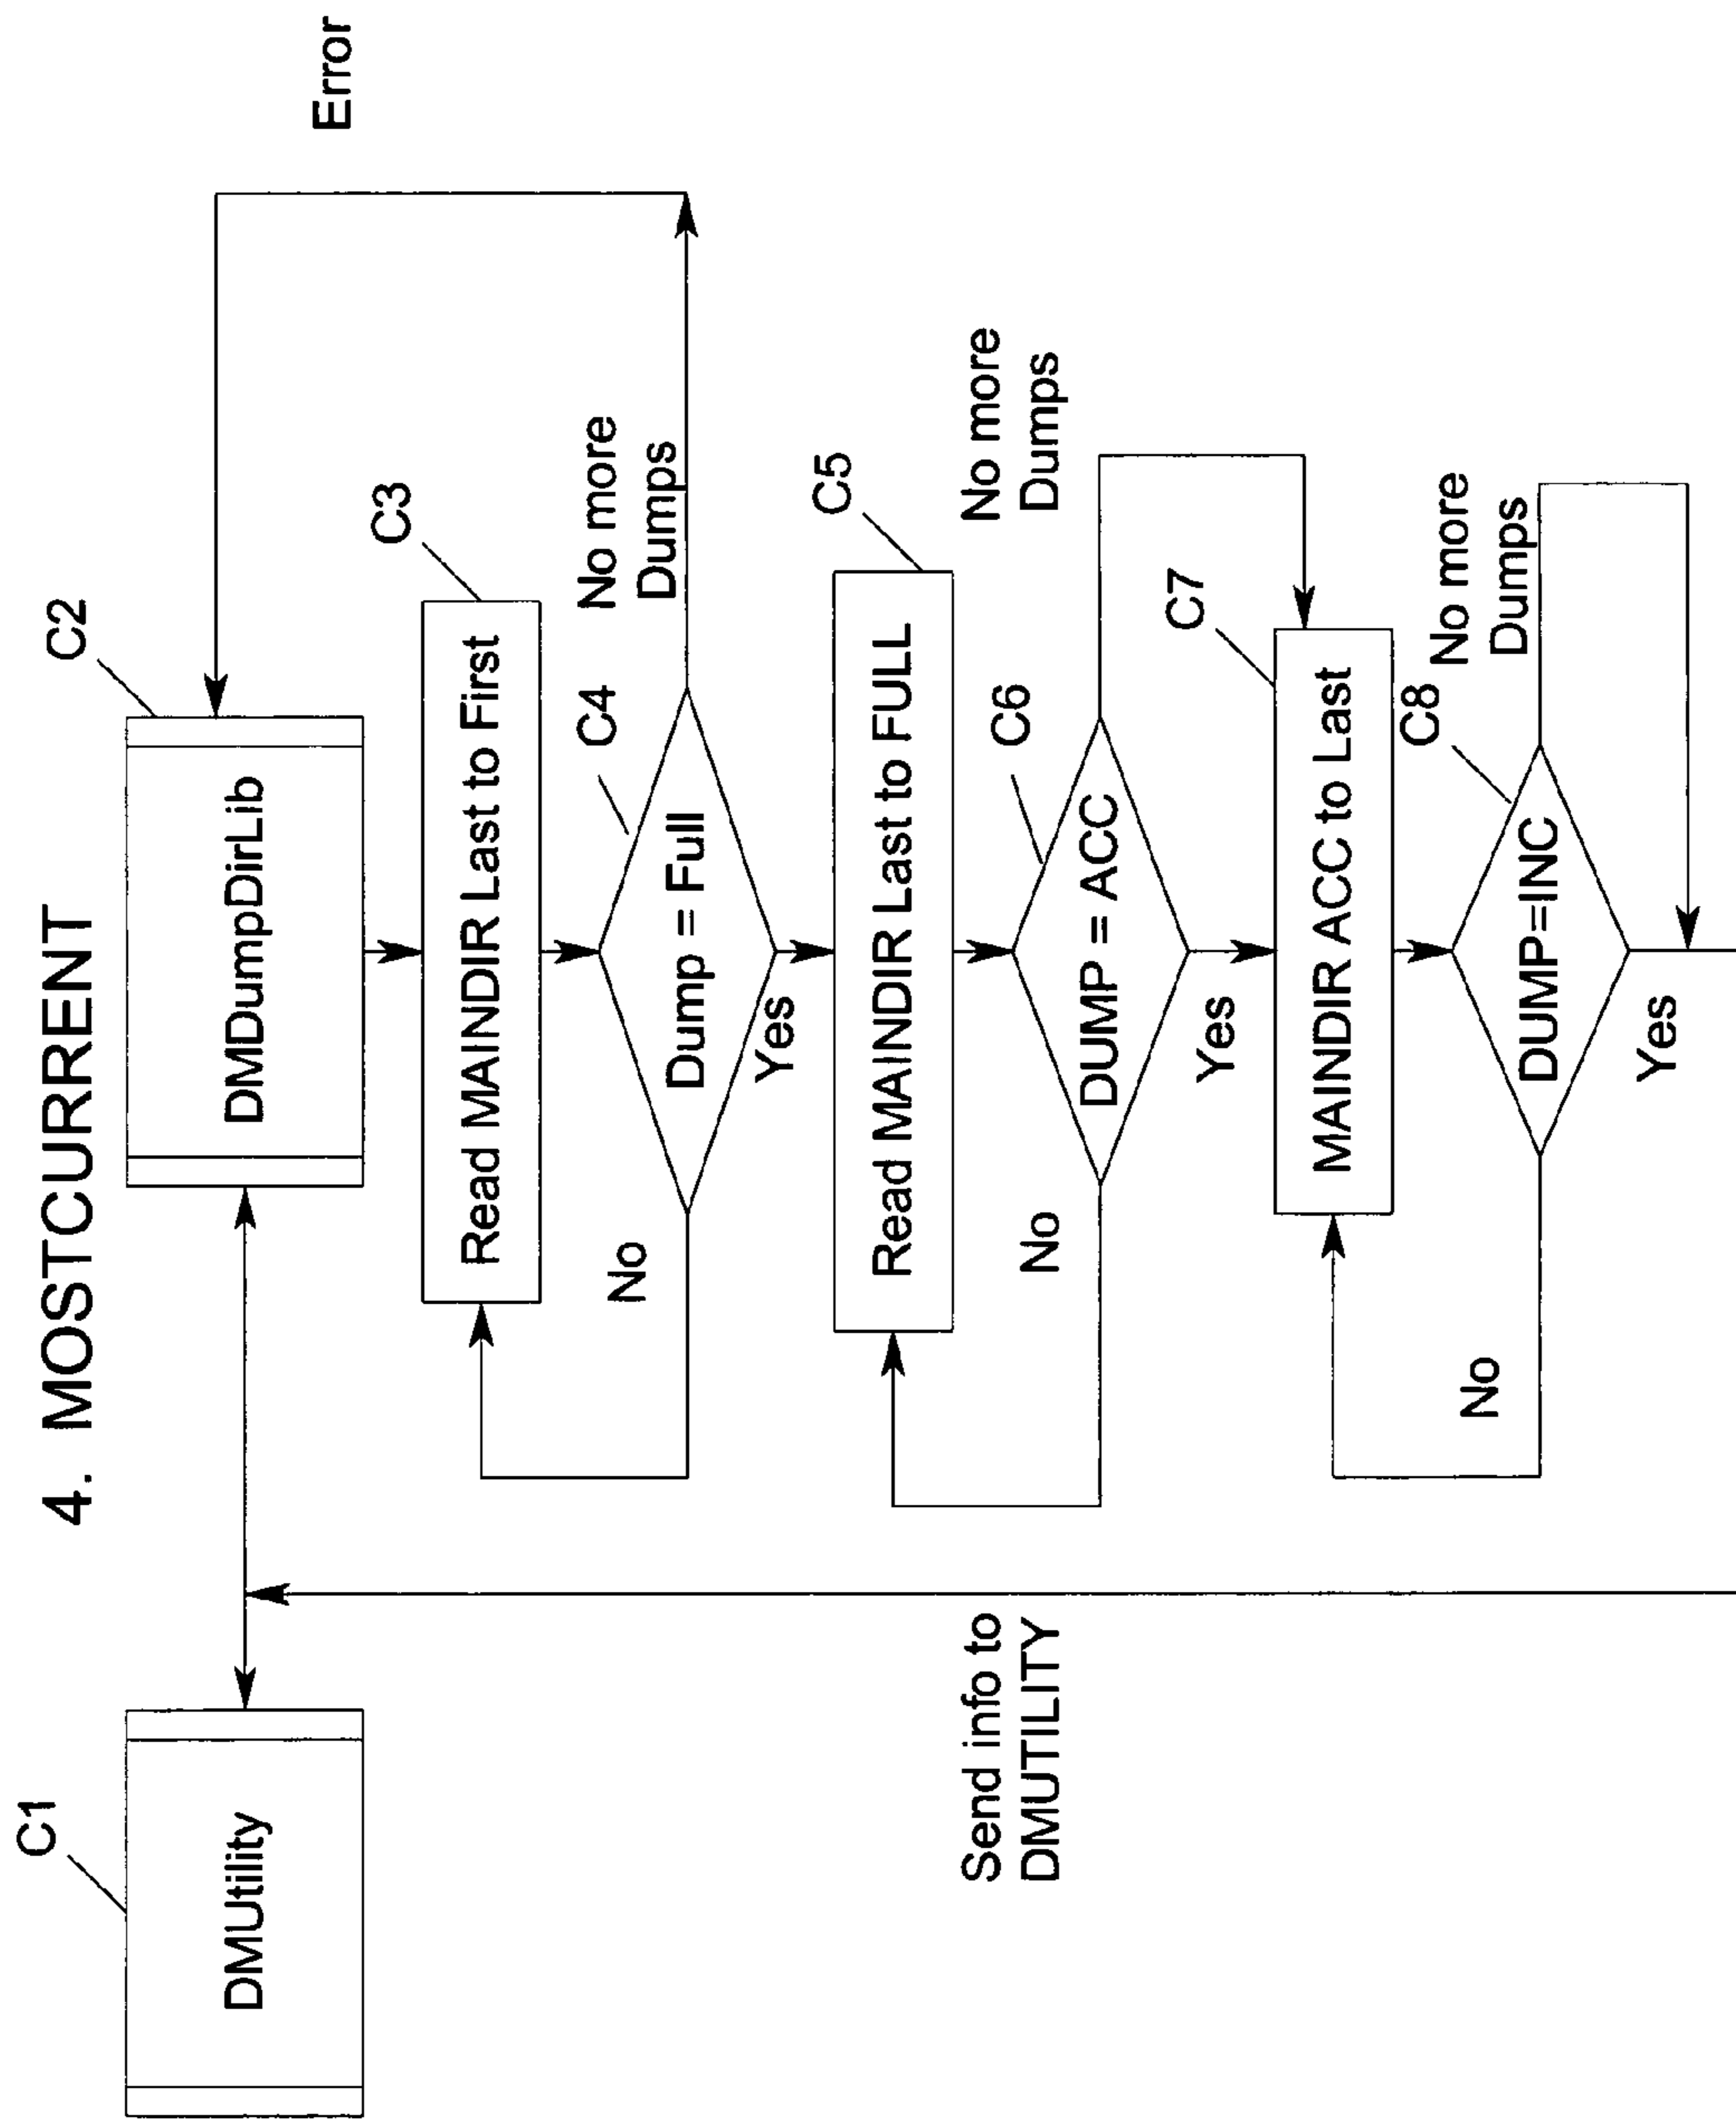 4. MOSTCURRENT
C1
DMUtility
C2
DMDumpDirLib
Error
C3
Read MAINDIR Last to First
C4
Dump = Full
No
No more
Dumps
Yes
C5
Read MAINDIR Last to FULL
C6
DUMP = ACC
No
No more
Dumps
Yes
Send info to
DMUTILITY
C7
MAINDIR ACC to Last
C8
DUMP=INC
No
No more
Dumps
Yes